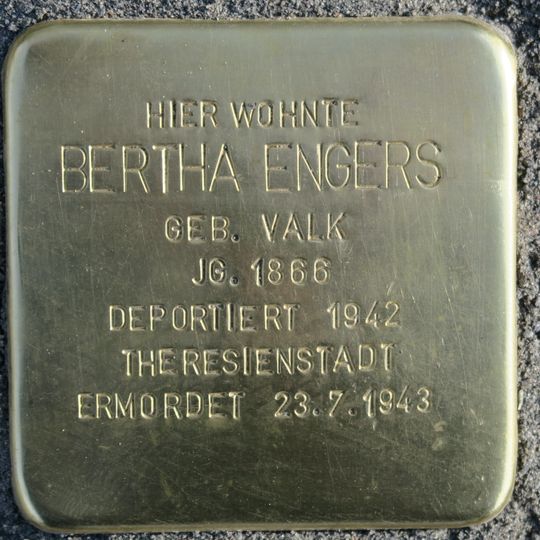 HIER WOHNTE
BERTHA ENGERS
GEB. VALK
JG. 1866
DEPORTIERT 1942
THERESIENSTADT
ERMORDET 23.7.1943